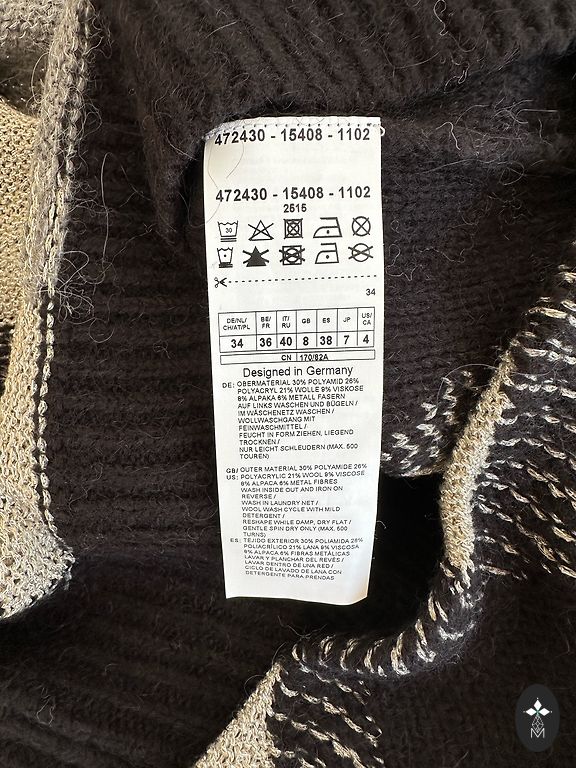 472430 - 15408 - 1102
472430 - 15408 - 1102
2515
30
34
DE/NL/ CH/AT/PL BE/ FR IT/ RU GB ES JP US/ CA
34 36 40 8 38 7 4
CN 170/82A
Designed in Germany
DE: OBERMATERIAL 30% POLYAMID 26%
POLYACRYL 21% WOLLE 9% VISKOSE
8% ALPAKA 6% METALL FASERN
AUF LINKS WASCHEN UND BÜGELN /
IM WÄSCHENETZ WASCHEN /
WOLLWASCHGANG MIT
FEINWASCHMITTEL /
FEUCHT IN FORM ZIEHEN, LIEGEND
TROCKNEN /
NUR LEICHT SCHLEUDERN (MAX. 500
TOUREN)
GB/ OUTER MATERIAL 30% POLYAMIDE 26%
US: POLYACRYLIC 21% WOOL 9% VISCOSE
8% ALPACA 6% METAL FIBRES
WASH INSIDE OUT AND IRON ON
REVERSE /
WASH IN LAUNDRY NET /
WOOL WASH CYCLE WITH MILD
DETERGENT /
RESHAPE WHILE DAMP, DRY FLAT /
GENTLE SPIN DRY ONLY (MAX. 500
TURNS)
ES: TEJIDO EXTERIOR 30% POLIAMIDA 26%
POLIACRÍLICO 21% LANA 9% VISCOSA
8% ALPACA 6% FIBRAS METÁLICAS
LAVAR Y PLANCHAR DEL REVÉS /
LAVAR DENTRO DE UNA RED /
CICLO DE LAVADO DE LANA CON
DETERGENTE PARA PRENDAS
M